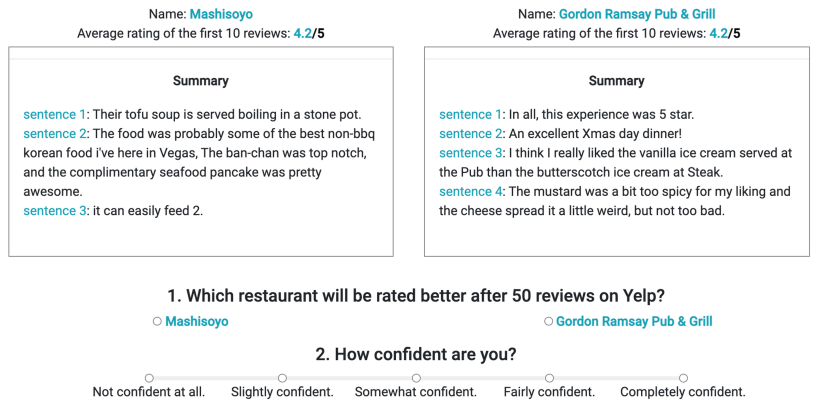 Name: Mashisoyo
Average rating of the first 10 reviews: 4.2/5
Summary
sentence 1: Their tofu soup is served boiling in a stone pot.
sentence 2: The food was probably some of the best non-bbq
korean food i've here in Vegas, The ban-chan was top notch,
and the complimentary seafood pancake was pretty
awesome.
sentence 3: it can easily feed 2.
Name: Gordon Ramsay Pub & Grill
Average rating of the first 10 reviews: 4.2/5
Summary
sentence 1: In all, this experience was 5 star.
sentence 2: An excellent Xmas day dinner!
sentence 3: I think I really liked the vanilla ice cream served at
the Pub than the butterscotch ice cream at Steak.
sentence 4: The mustard was a bit too spicy for my liking and
the cheese spread it a little weird, but not too bad.
1. Which restaurant will be rated better after 50 reviews on Yelp?
Mashisoyo
Gordon Ramsay Pub & Grill
2. How confident are you?
Not confident at all.
Slightly confident.
Somewhat confident.
Fairly confident.
Completely confident.